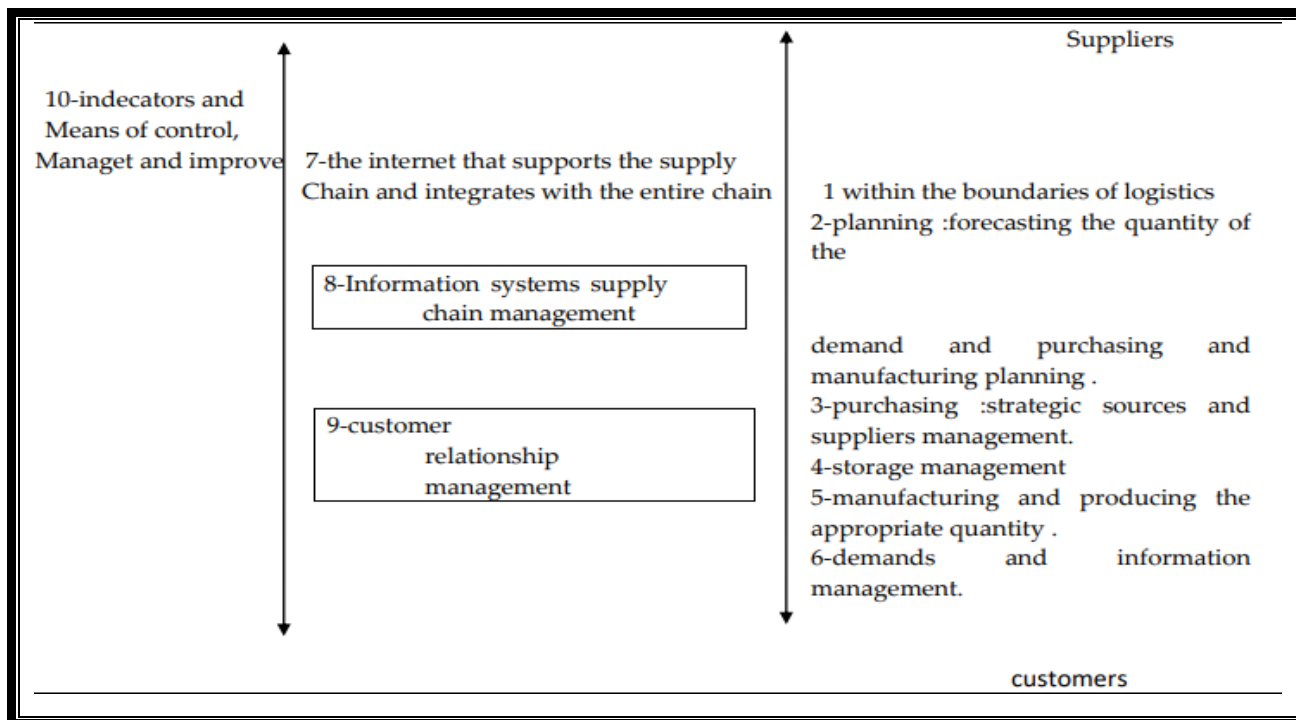 Suppliers
10-indecators and
Means of control,
Managet and improve
7-the internet that supports the supply
Chain and integrates with the entire chain
8-Information systems supply
chain management
9-customer
relationship
management
1 within the boundaries of logistics
2-planning :forecasting the quantity of
the
demand and purchasing and
manufacturing planning .
3-purchasing :strategic sources and
suppliers management.
4-storage management
5-manufacturing and producing the
appropriate quantity .
6-demands and information
management.
customers